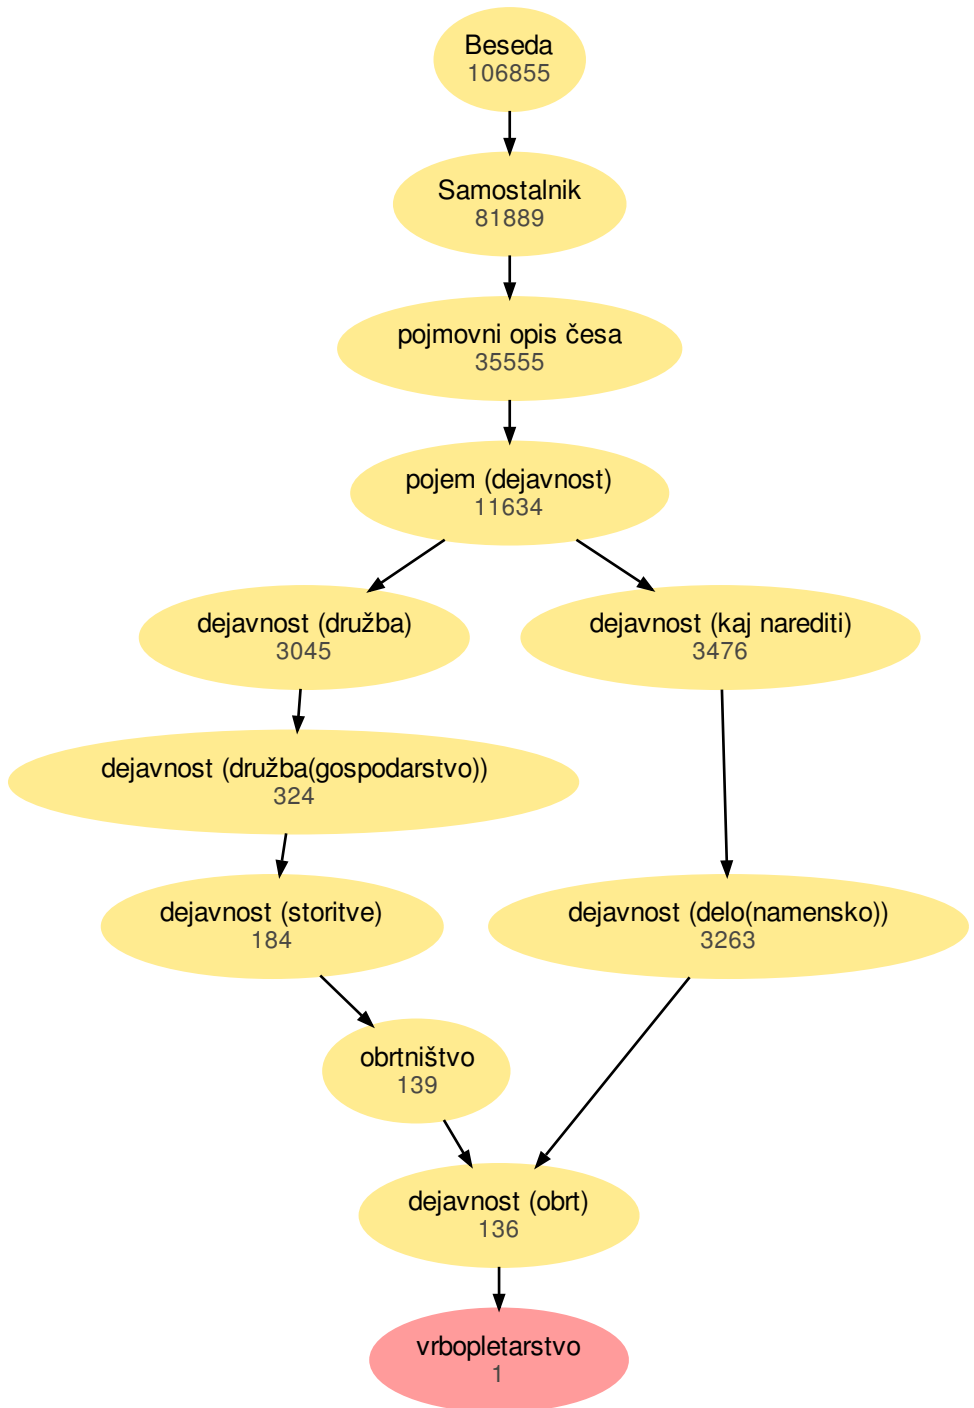 Beseda
106855
Samostalnik
81889
pojmovni opis česa
35555
pojem (dejavnost)
11634
dejavnost (družba)
3045
dejavnost (kaj narediti)
3476
dejavnost (družba(gospodarstvo))
324
dejavnost (storitve)
184
dejavnost (delo(namensko))
3263
obrtništvo
139
dejavnost (obrt)
136
vrbopletarstvo
1